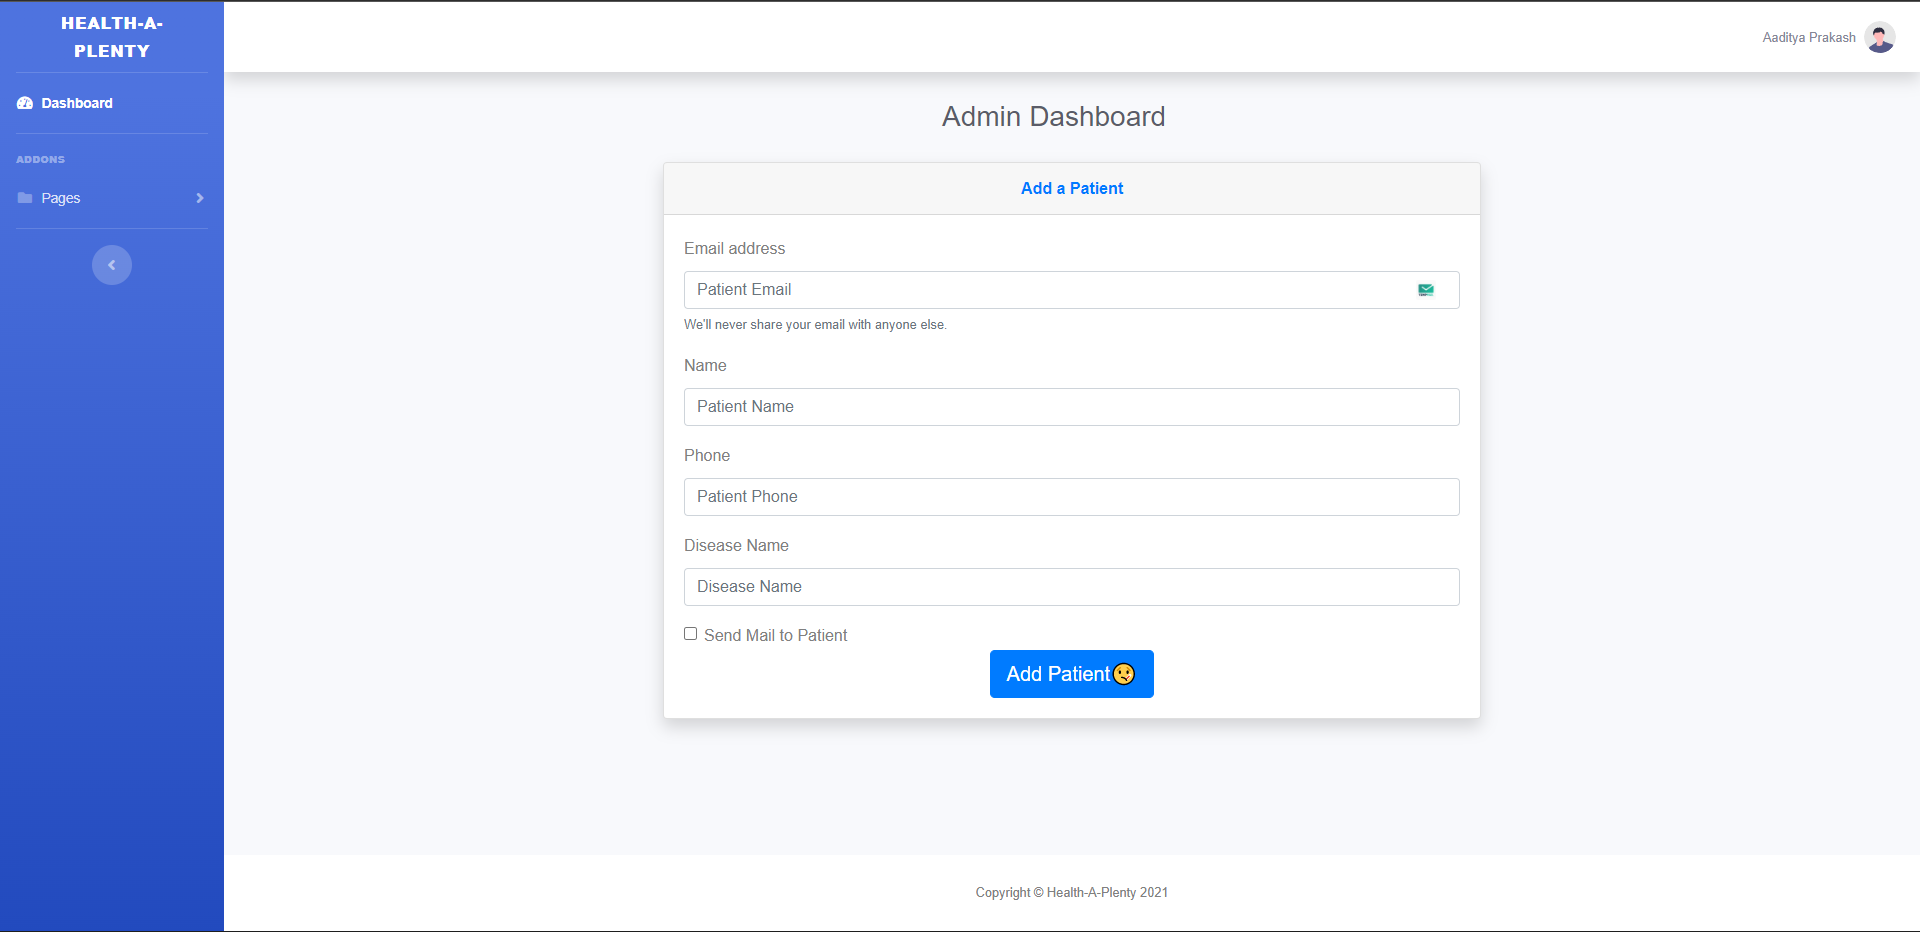 HEALTH-A-
PLENTY
Aaditya Prakash
Dashboard
ADDONS
Pages
Admin Dashboard
Add a Patient
Email address
Patient Email
We'll never share your email with anyone else.
Name
Patient Name
Phone
Patient Phone
Disease Name
Disease Name
Send Mail to Patient
Add Patient🤒
Copyright © Health-A-Plenty 2021